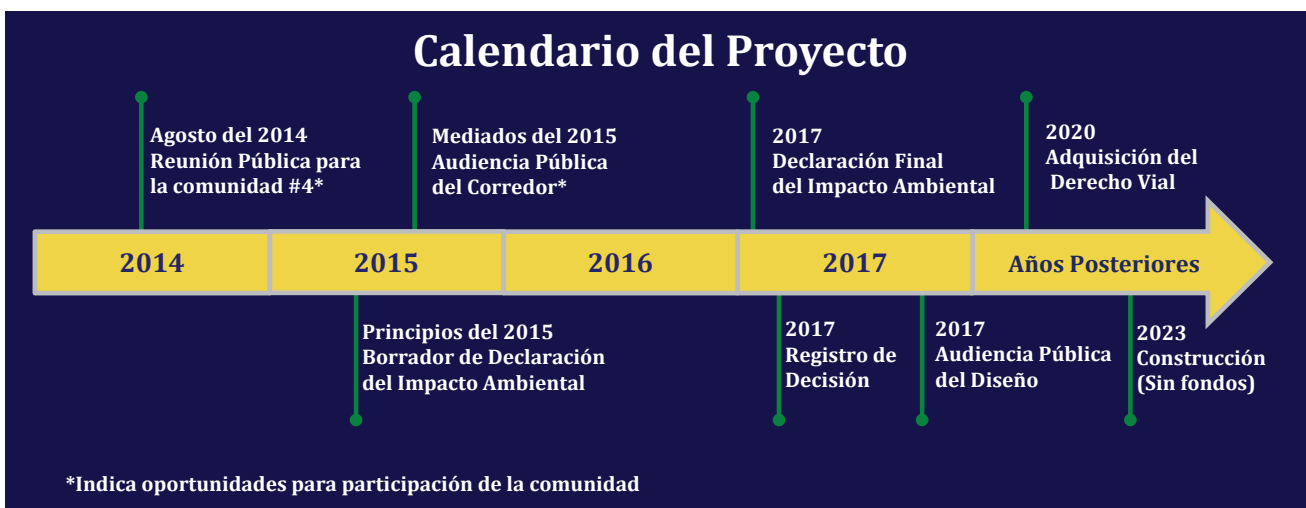 Calendario del Proyecto
Agosto del 2014
Reunión Pública para
la comunidad #4*
Mediados del 2015
Audiencia Pública
del Corredor*
2017
Declaración Final
del Impacto Ambiental
2020
Adquisición del
Derecho Vial
2014
2015
2016
2017
Años Posteriores
Principios del 2015
Borrador de Declaración
del Impacto Ambiental
2017
Registro de
Decisión
2017
Audiencia Pública
del Diseño
2023
Construcción
(Sin fondos)
*Indica oportunidades para participación de la comunidad